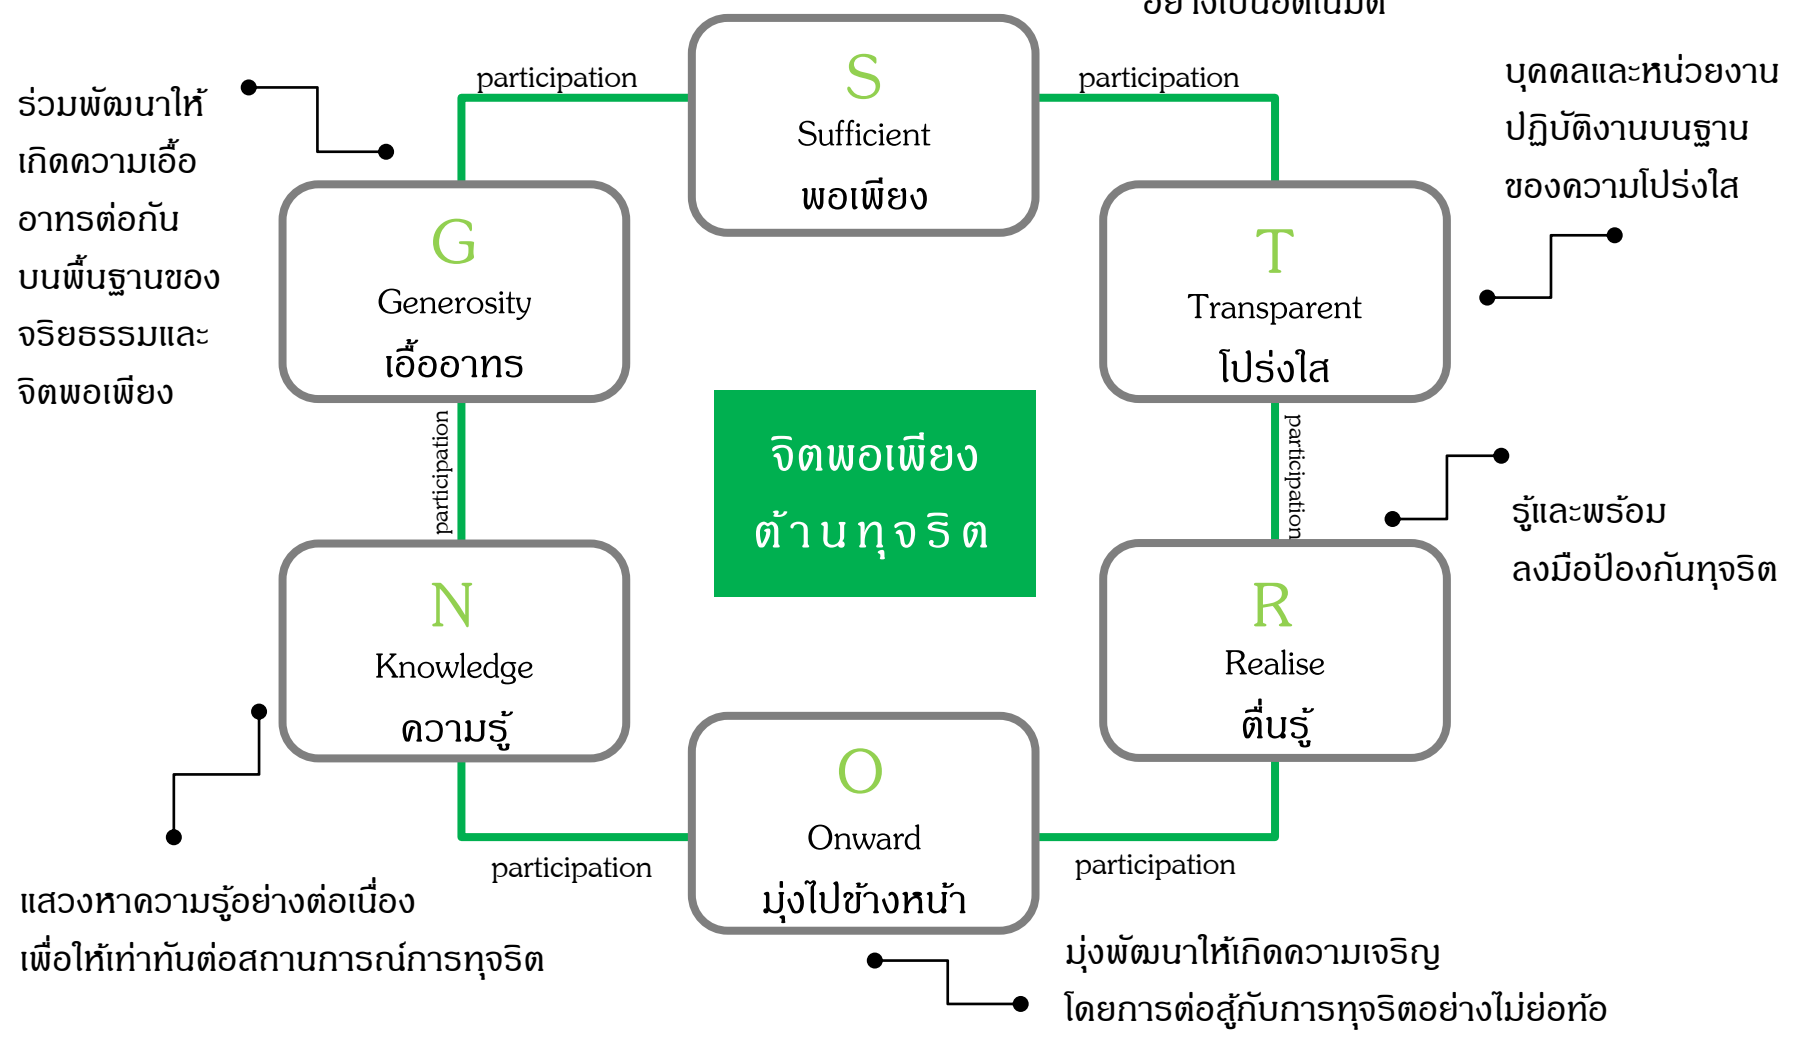 อย่างเป็นอัตโนมัติ
participation
S
Sufficient
พอเพียง
participation
บุคคลและหน่วยงาน
ปฏิบัติงานบนฐาน
ของความโปร่งใส
ร่วมพัฒนาให้
เกิดความเอื้อ
อาทรต่อกัน
บนพื้นฐานของ
จริยธรรมและ
จิตพอเพียง
G
Generosity
เอื้ออาทร
T
Transparent
โปร่งใส
participation
จิตพอเพียง
ต้านทุจริต
participation
รู้และพร้อม
ลงมือป้องกันทุจริต
N
Knowledge
ความรู้
R
Realise
ตื่นรู้
O
Onward
มุ่งไปข้างหน้า
participation
participation
แสวงหาความรู้อย่างต่อเนื่อง
เพื่อให้เท่าทันต่อสถานการณ์การทุจริต
มุ่งพัฒนาให้เกิดความเจริญ
โดยการต่อสู้กับการทุจริตอย่างไม่ย่อท้อ